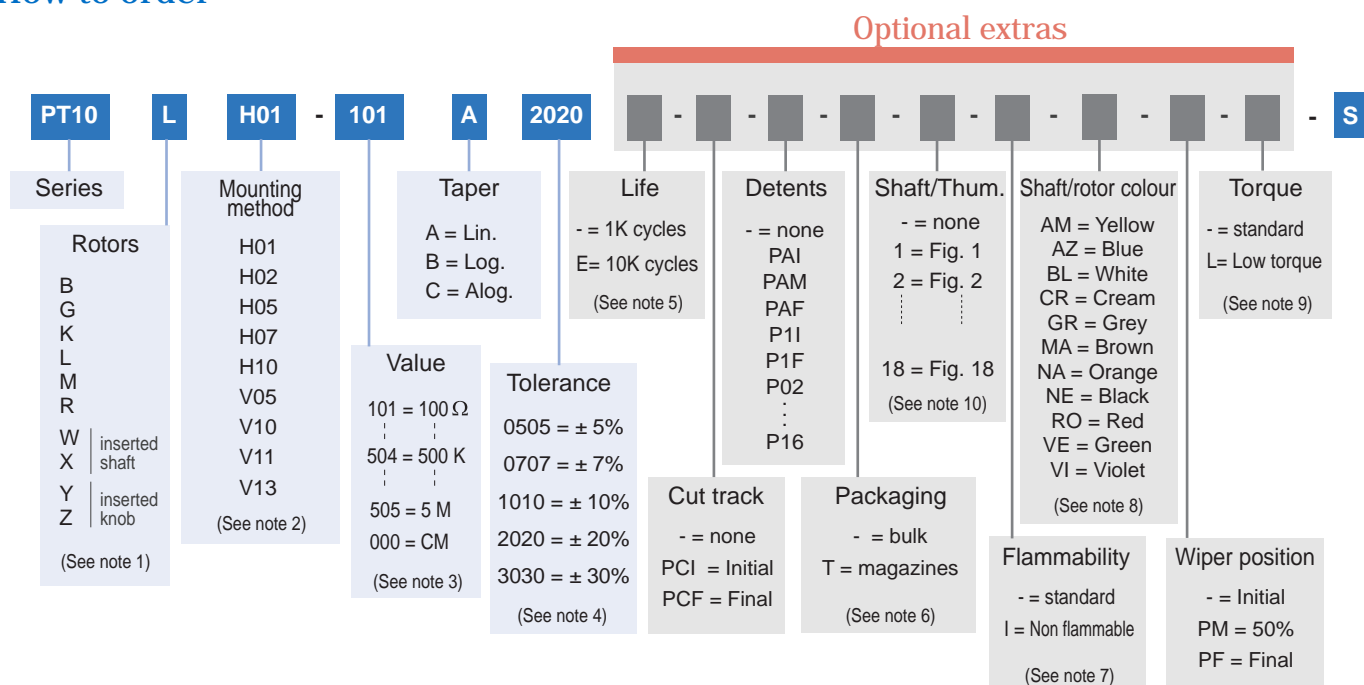 How to order
Optional extras
PT10 L H01 - 101 A 2020 - - - - - - - - - S
Series
Rotors
B
G
K
L
M
R
W
X
inserted
shaft
Y
Z
inserted
knob
(See note 1)
Mounting
method
H01
H02
H05
H07
H10
V05
V10
V11
V13
(See note 2)
Value
101 = 100 Ω
504 = 500 K
505 = 5 M
000 = CM
(See note 3)
Taper
A = Lin.
B = Log.
C = Alog.
Tolerance
0505 = ± 5%
0707 = ± 7%
1010 = ± 10%
2020 = ± 20%
3030 = ± 30%
(See note 4)
Life
- = 1K cycles
E= 10K cycles
(See note 5)
Cut track
- = none
PCI = Initial
PCF = Final
Detents
- = none
PAI
PAM
PAF
P1I
P1F
P02
:
P16
Packaging
- = bulk
T = magazines
(See note 6)
Shaft/Thum.
- = none
1 = Fig. 1
2 = Fig. 2
18 = Fig. 18
(See note 10)
Flammability
- = standard
I = Non flammable
(See note 7)
Shaft/rotor colour
AM = Yellow
AZ = Blue
BL = White
CR = Cream
GR = Grey
MA = Brown
NA = Orange
NE = Black
RO = Red
VE = Green
VI = Violet
(See note 8)
Wiper position
- = Initial
PM = 50%
PF = Final
Torque
- = standard
L= Low torque
(See note 9)